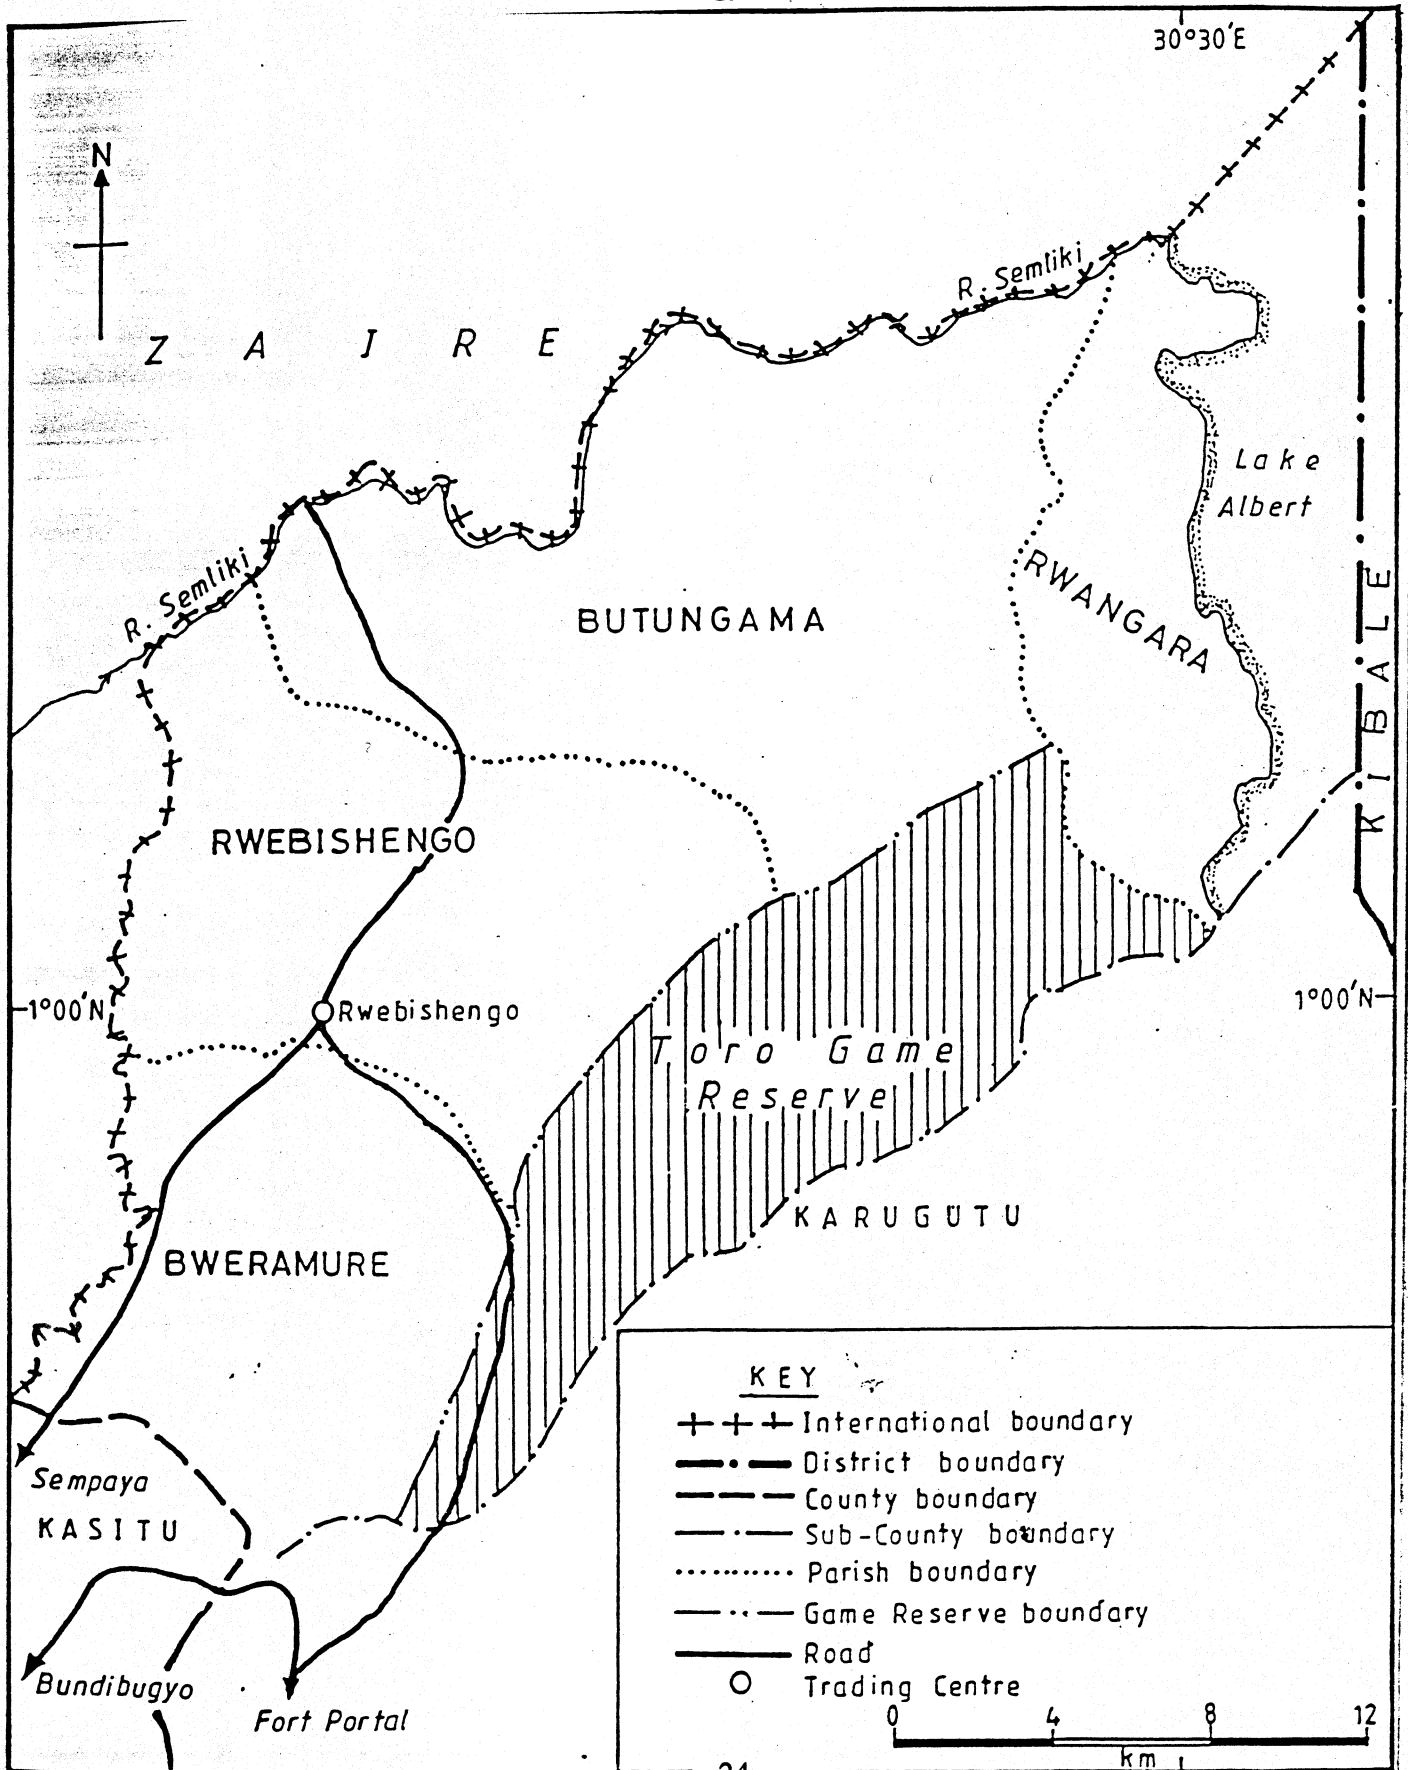 30°30'E
N
R. Semliki
Z A I R E
Lake
Albert
R. Semliki
RWANGARA
BUTUNGAMA
KIBALE
RWEBISHENGO
1°00'N
Rwebishengo
1°00'N
Toro Game
Reserve
KARUGUTU
BWERAMURE
KEY
International boundary
District boundary
County boundary
Sub-County boundary
Parish boundary
Game Reserve boundary
Road
Trading Centre
Sempaya
KASITU
Bundibugyo
Fort Portal
0 4 8 12
km